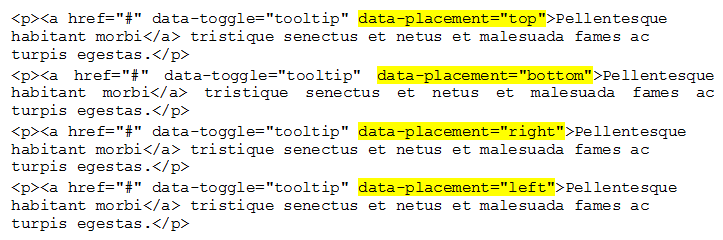 <p><a href="#" data-toggle="tooltip" data-placement="top">Pellentesque
habitant morbi</a> tristique senectus et netus et malesuada fames ac
turpis egestas.</p>
<p><a href="#" data-toggle="tooltip" data-placement="bottom">Pellentesque
habitant morbi</a> tristique senectus et netus et malesuada fames ac
turpis egestas.</p>
<p><a href="#" data-toggle="tooltip" data-placement="right">Pellentesque
habitant morbi</a> tristique senectus et netus et malesuada fames ac
turpis egestas.</p>
<p><a href="#" data-toggle="tooltip" data-placement="left">Pellentesque
habitant morbi</a> tristique senectus et netus et malesuada fames ac
turpis egestas.</p>